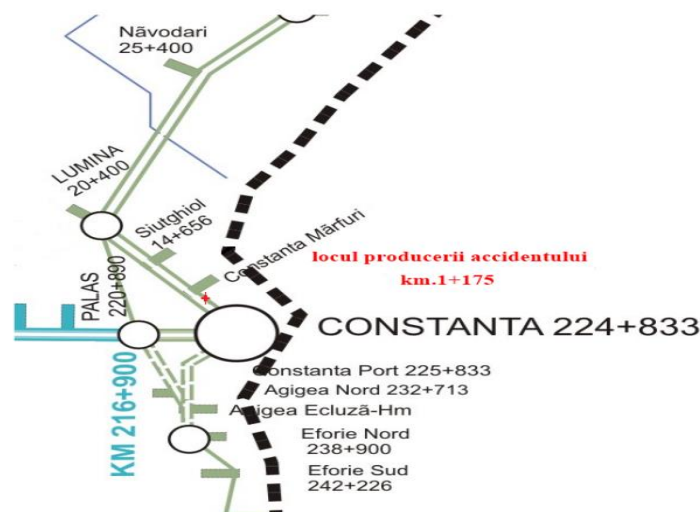 Năvodari
25+400
LUMINA
20+400
Siutghiol
14+656
Constanta Mărfuri
locul producerii accidentului
km.1+175
PALAS
220+890
CONSTANTA 224+833
KM 216+900
Constanta Port 225+833
Agigea Nord 232+713
Agigea Ecluză-Hm
Eforie Nord
238+900
Eforie Sud
242+226